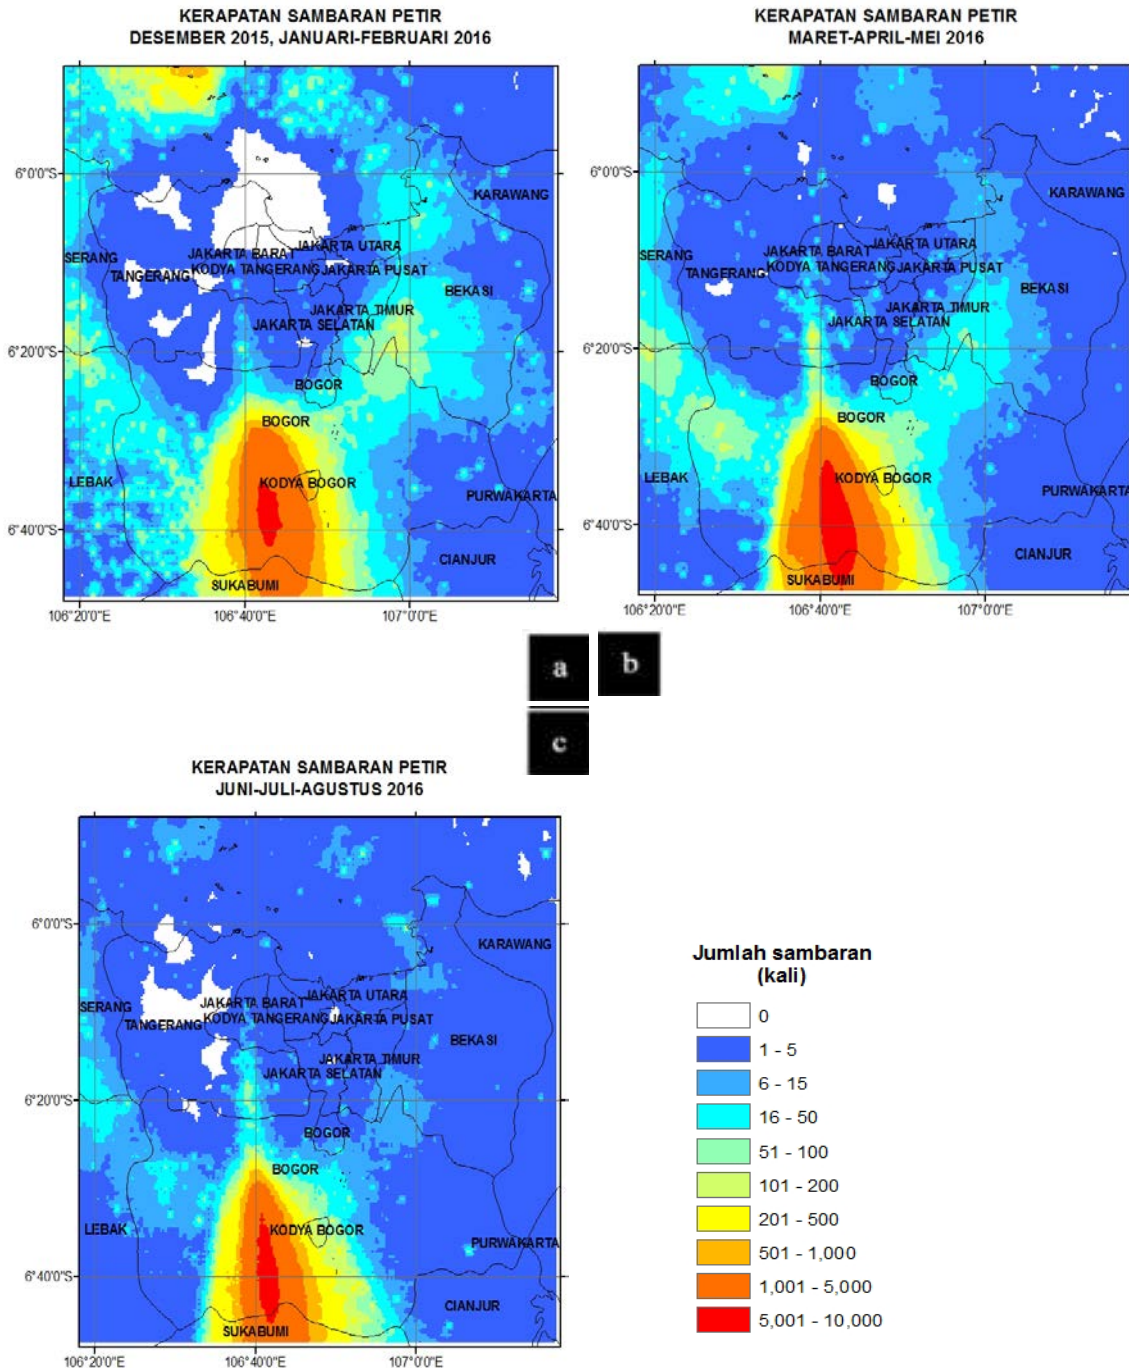 KERAPATAN SAMBARAN PETIR
DESEMBER 2015, JANUARI-FEBRUARI 2016
6°0'0"S
6°20'0"S
6°40'0"S
KARAWANG
JAKARTA UTARA
SERANG
JAKARTA BARAT
TANGERANG
KODYA TANGERANG
JAKARTA PUSAT
BEKASI
JAKARTA TIMUR
JAKARTA SELATAN
BOGOR
BOGOR
LEBAK
KODYA BOGOR
PURWAKARTA
CIANJUR
SUKABUMI
106°20'0"E
106°40'0"E
107°0'0"E
KERAPATAN SAMBARAN PETIR
MARET-APRIL-MEI 2016
6°0'0"S
6°20'0"S
6°40'0"S
KARAWANG
JAKARTA UTARA
SERANG
JAKARTA BARAT
TANGERANG
KODYA TANGERANG
JAKARTA PUSAT
BEKASI
JAKARTA TIMUR
JAKARTA SELATAN
BOGOR
BOGOR
LEBAK
KODYA BOGOR
PURWAKARTA
CIANJUR
SUKABUMI
106°20'0"E
106°40'0"E
107°0'0"E
a
b
c
KERAPATAN SAMBARAN PETIR
JUNI-JULI-AGUSTUS 2016
6°0'0"S
6°20'0"S
6°40'0"S
KARAWANG
JAKARTA UTARA
SERANG
JAKARTA BARAT
TANGERANG
KODYA TANGERANG
JAKARTA PUSAT
BEKASI
JAKARTA TIMUR
JAKARTA SELATAN
BOGOR
BOGOR
LEBAK
KODYA BOGOR
PURWAKARTA
CIANJUR
SUKABUMI
106°20'0"E
106°40'0"E
107°0'0"E
Jumlah sambaran
(kali)
0
1 - 5
6 - 15
16 - 50
51 - 100
101 - 200
201 - 500
501 - 1,000
1,001 - 5,000
5,001 - 10,000